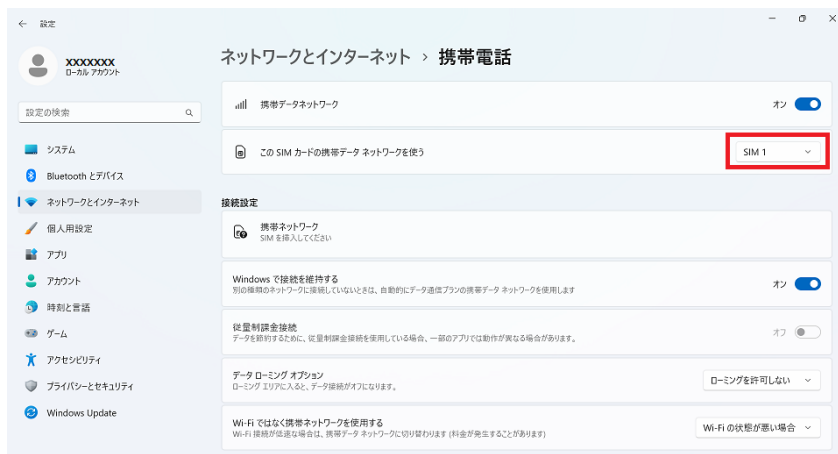 設定
xxxxxxx
ローカル アカウント
設定の検索
システム
Bluetooth とデバイス
ネットワークとインターネット
個人用設定
アプリ
アカウント
時刻と言語
ゲーム
アクセシビリティ
プライバシーとセキュリティ
Windows Update
ネットワークとインターネット › 携帯電話
携帯データネットワーク
オン
この SIM カードの携帯データ ネットワークを使う
SIM 1
接続設定
携帯ネットワーク
SIM を挿入してください
Windows で接続を維持する
別の種類のネットワークに接続していないときは、自動的にデータ通信プランの携帯データ ネットワークを使用します
オン
従量制課金接続
データを節約するために、従量制課金接続を使用している場合、一部のアプリでは動作が異なる場合があります。
オフ
データ ローミング オプション
ローミング エリアに入ると、データ接続がオフになります。
ローミングを許可しない
Wi-Fi ではなく携帯ネットワークを使用する
Wi-Fi 接続が低速な場合は、携帯データ ネットワークに切り替わります (料金が発生することがあります)
Wi-Fi の状態が悪い場合